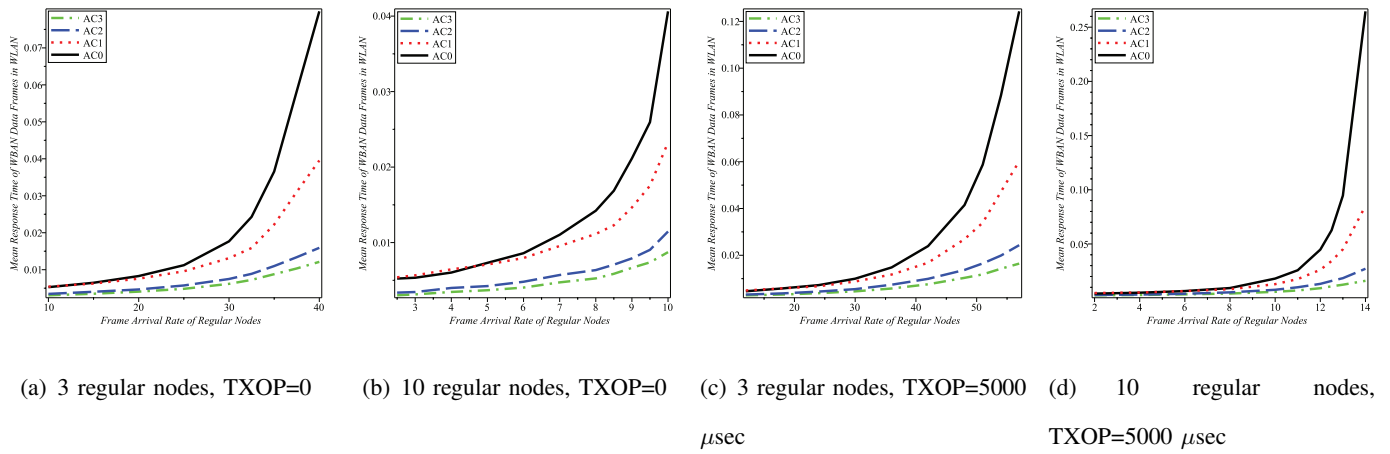 AC3
AC2
AC1
AC0
0.07
0.06
0.05
0.04
0.03
0.02
0.01
10
20
30
40
Mean Response Time of WBAN Data Frames in WLAN
Frame Arrival Rate of Regular Nodes
(a) 3 regular nodes, TXOP=0
AC3
AC2
AC1
AC0
0.04
0.03
0.02
0.01
3
4
5
6
7
8
9
10
Mean Response Time of WBAN Data Frames in WLAN
Frame Arrival Rate of Regular Nodes
(b) 10 regular nodes, TXOP=0
AC3
AC2
AC1
AC0
0.12
0.10
0.08
0.06
0.04
0.02
20
30
40
50
Mean Response Time of WBAN Data Frames in WLAN
Frame Arrival Rate of Regular Nodes
(c) 3 regular nodes, TXOP=5000
μsec
AC3
AC2
AC1
AC0
0.25
0.20
0.15
0.10
0.05
2
4
6
8
10
12
14
Mean Response Time of WBAN Data Frames in WLAN
Frame Arrival Rate of Regular Nodes
(d) 10 regular nodes,
TXOP=5000 μsec